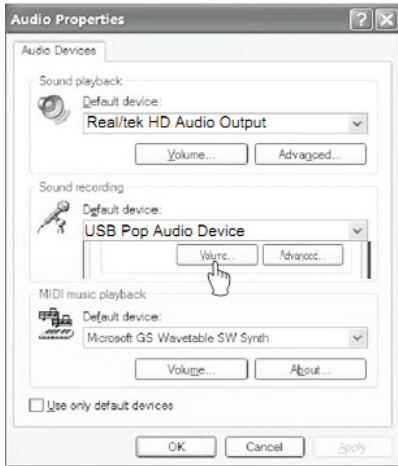 Audio Properties
Audio Devices
Sound playback
Default device:
Real/tek HD Audio Output
Volume... Advanced...
Sound recording
Default device:
USB Pop Audio Device
Volume... Advanced...
MIDI music playback
Default device:
Microsoft GS Wavetable SW Synth
Volume... About...
Use only default devices
OK Cancel Apply